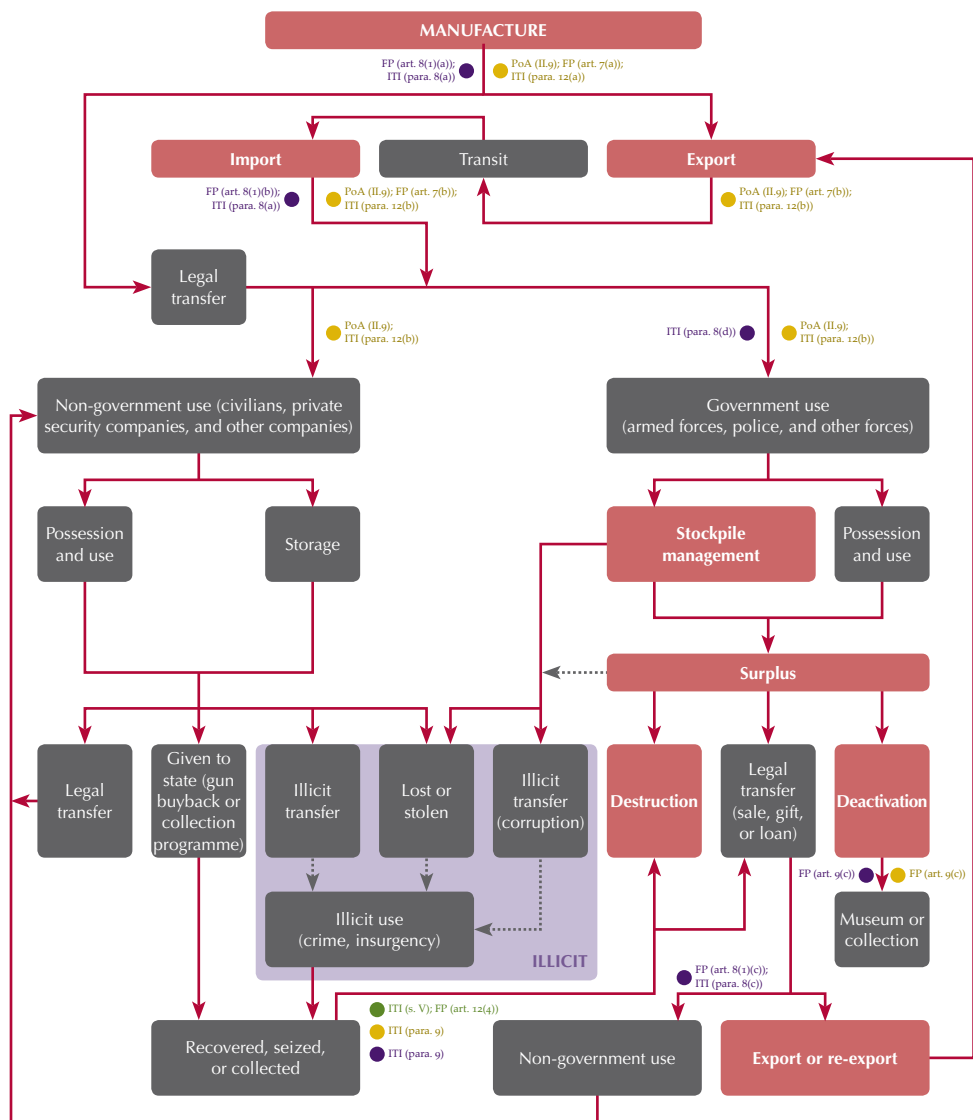 MANUFACTURE
FP (art. 8(1)(a));
ITI (para. 8(a))
PoA (II.9); FP (art. 7(a));
ITI (para. 12(a))
Import
Transit
Export
FP (art. 8(1)(b));
ITI (para. 8(a))
PoA (II.9); FP (art. 7(b));
ITI (para. 12(b))
PoA (II.9); FP (art. 7(b));
ITI (para. 12(b))
Legal
transfer
PoA (II.9);
ITI (para. 12(b))
ITI (para. 8(d))
PoA (II.9);
ITI (para. 12(b))
Non-government use (civilians, private
security companies, and other companies)
Government use
(armed forces, police, and other forces)
Possession
and use
Storage
Stockpile
management
Possession
and use
Surplus
Legal
transfer
Given to
state (gun
buyback or
collection
programme)
Illicit
transfer
Lost or
stolen
Illicit
transfer
(corruption)
Destruction
Legal
transfer
(sale, gift,
or loan)
Deactivation
FP (art. 9(c))
FP (art. 9(c))
Illicit use
(crime, insurgency)
ILLICIT
Museum or
collection
FP (art. 8(1)(c));
ITI (para. 8(c))
ITI (s. V); FP (art. 12(4))
ITI (para. 9)
ITI (para. 9)
Recovered, seized,
or collected
Non-government use
Export or re-export